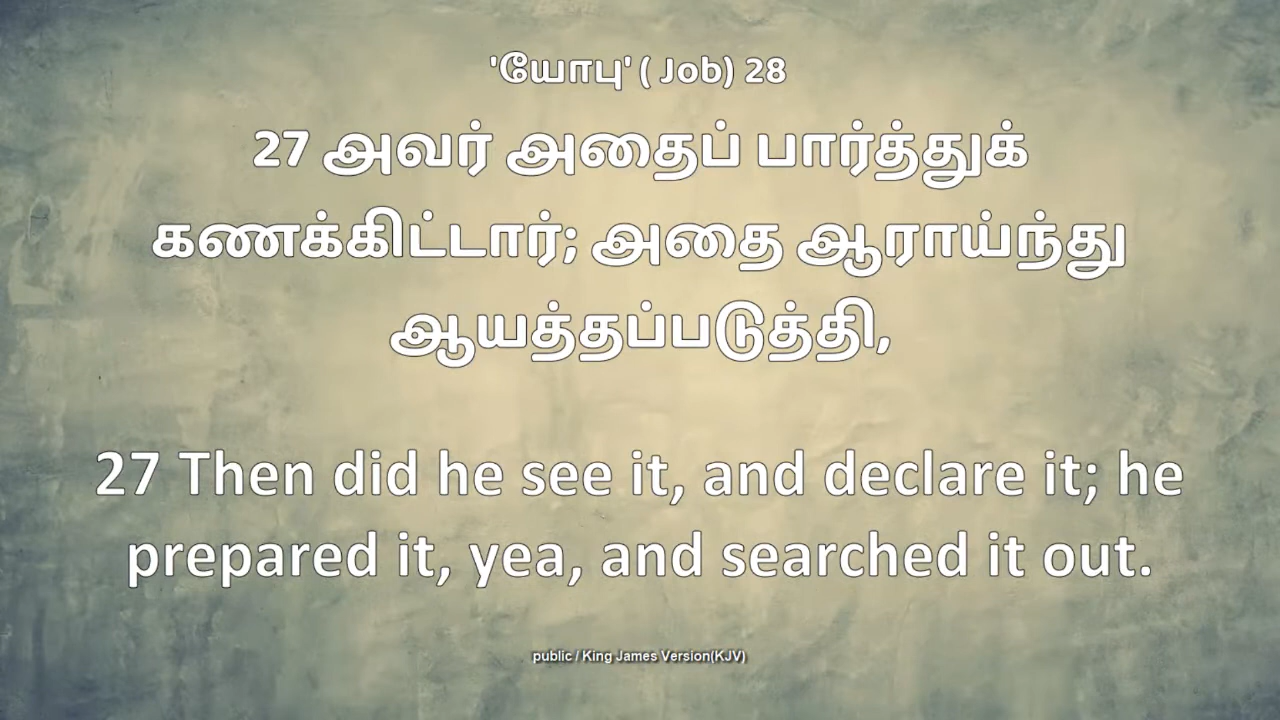 'யோபு' ( Job) 28
27 அவர் அதைப் பார்த்துக்
கணக்கிட்டார்; அதை ஆராய்ந்து
ஆயத்தப்படுத்தி,
27 Then did he see it, and declare it; he
prepared it, yea, and searched it out.
public / King James Version(KJV)